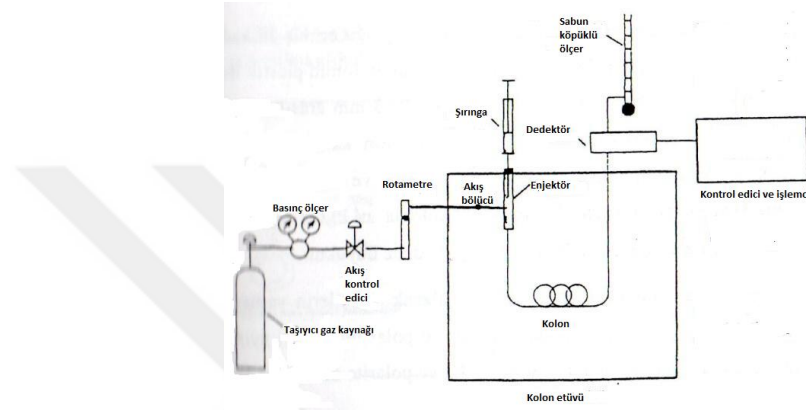 Sabun
köpüklü
ölçer
Şırınga
Dedektör
Kontrol edici ve işlemc
Rotametre
Akış
bölücü
Enjektör
Basınç ölçer
Akış
kontrol
edici
Taşıyıcı gaz kaynağı
Kolon
Kolon etüvü